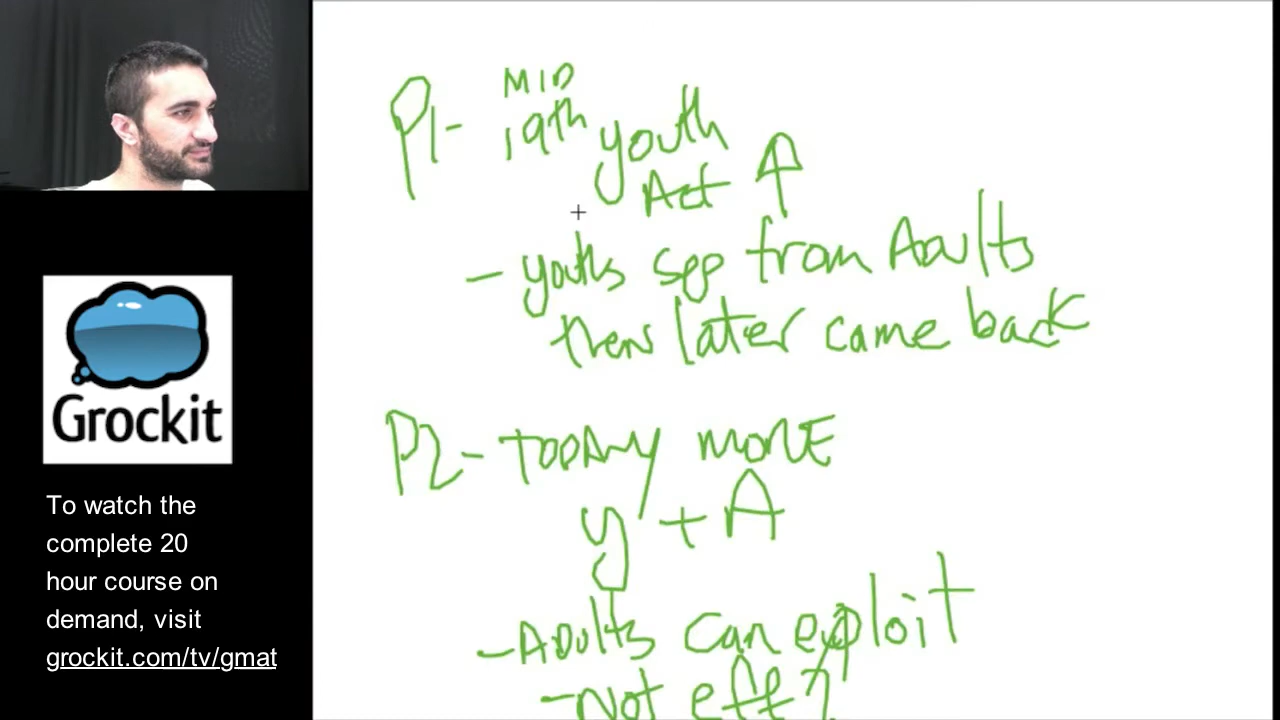 P1- MID
19th youth
Act ↑
- youths sep from Adults
then later came back
P2- TODAY MORE
y + A
- Adults can exploit
- Not eff?
Grockit
To watch the
complete 20
hour course on
demand, visit
grockit.com/tv/gmat